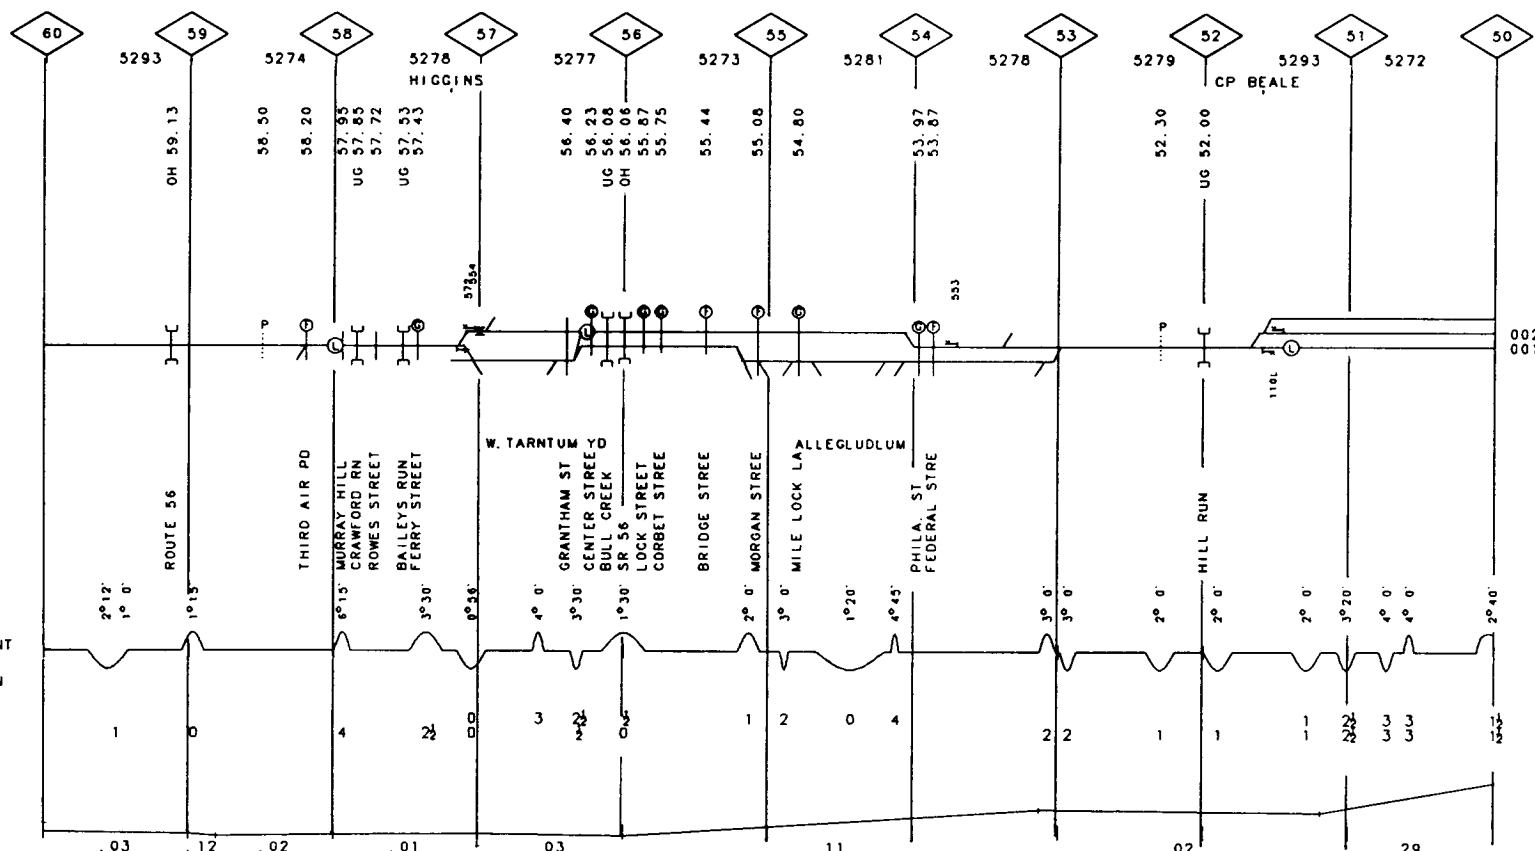 60 59 58 57 56 55 54 53 52 51 50
5293 5274 5278 5277 5273 5281 5278 5279 5293 5272
HIGGINS
CP BEALE
OH 59.13
58.50
58.20
57.95
UG 57.85
57.72
UG 57.53
57.43
56.40
56.23
UG 56.08
OH 56.06
55.87
55.75
55.44
55.08
54.80
53.97
53.87
52.30
UG 52.00
554
553
P F L G G L G G F F G G F P L
002
001
110L
W. TARNTUM YD
ALLEGLUDLUM
ROUTE 56
THIRD AIR PD
MURRAY HILL
CRAWFORD RN
ROWES STREET
BAILEYS RUN
FERRY STREET
GRANTHAM ST
CENTER STREE
BULL CREEK
SR 56
LOCK STREET
CORBET STREE
BRIDGE STREE
MORGAN STREE
MILE LOCK LA
PHILA. ST
FEDERAL STRE
HILL RUN
2° 12' 1° 0' 1° 15' 6° 15' 3° 30' 0° 56' 4° 0' 3° 30' 1° 30' 2° 0' 3° 0' 1° 20' 4° 45' 3° 0' 3° 0' 2° 0' 2° 0' 2° 0' 3° 20' 4° 0' 4° 0' 2° 40'
NT
N
0 3 2½ ½ 1 2 0 4 1 2½ 3 3 1½
1 0 4 2½ 0 ½ 0 2 2 1 1 1 2½ 3 3 1½
.03 .12 .02 .01 .03 .11 .02 .29